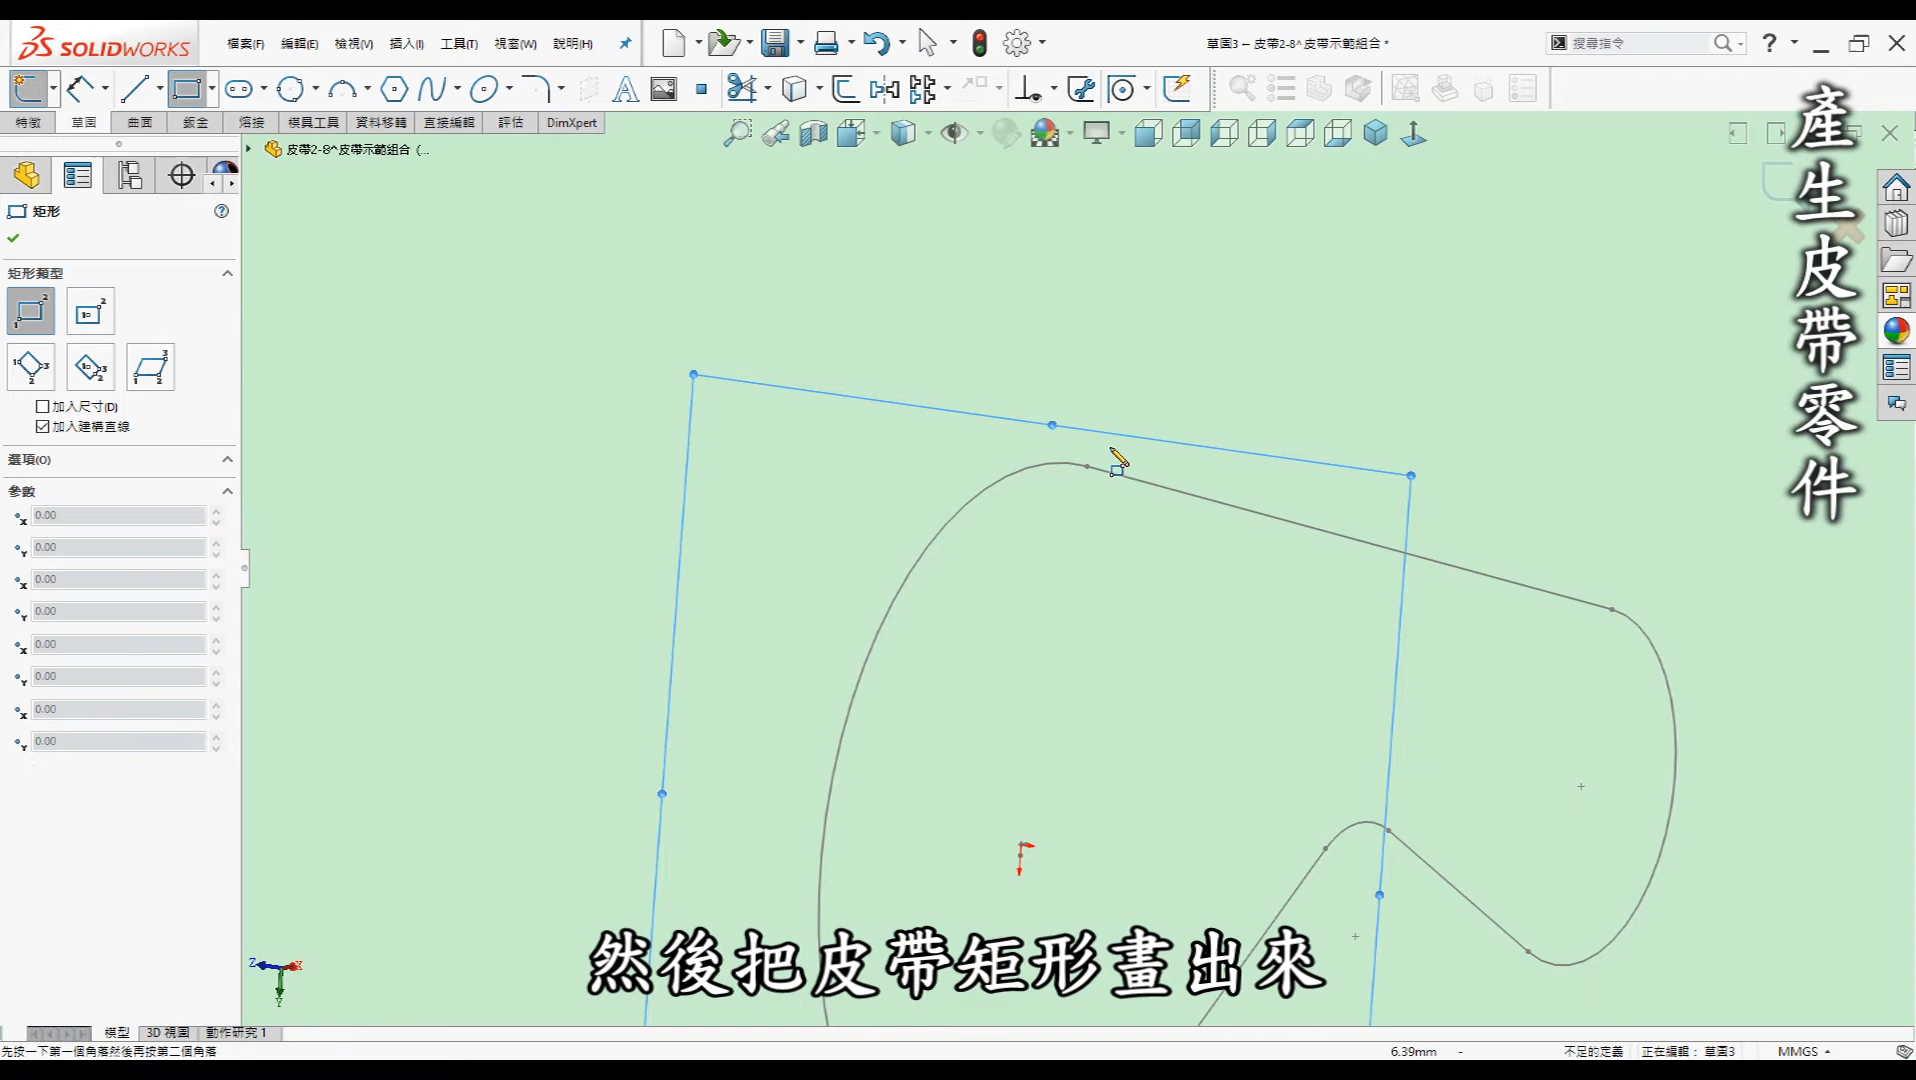 SOLIDWORKS
檔案(F) 編輯(E) 檢視(V) 插入(I) 工具(T) 視窗(W) 說明(H)
草圖3 – 皮帶2-8^皮帶示範組合 *
搜尋指令
特徵 草圖 曲面 鈑金 熔接 模具工具 資料移轉 直接編輯 評估 DimXpert
皮帶2-8^皮帶示範組合 (...
矩形
矩形類型
加入尺寸(D)
加入建構直線
選項(O)
參數
0.00
0.00
0.00
0.00
0.00
0.00
0.00
0.00
產生皮帶零件
然後把皮帶矩形畫出來
Z X
Y
模型 3D 視圖 動作研究 1
先按一下第一個角落然後再按第二個角落
6.39mm - 不足的定義 正在編輯： 草圖3 MMGS